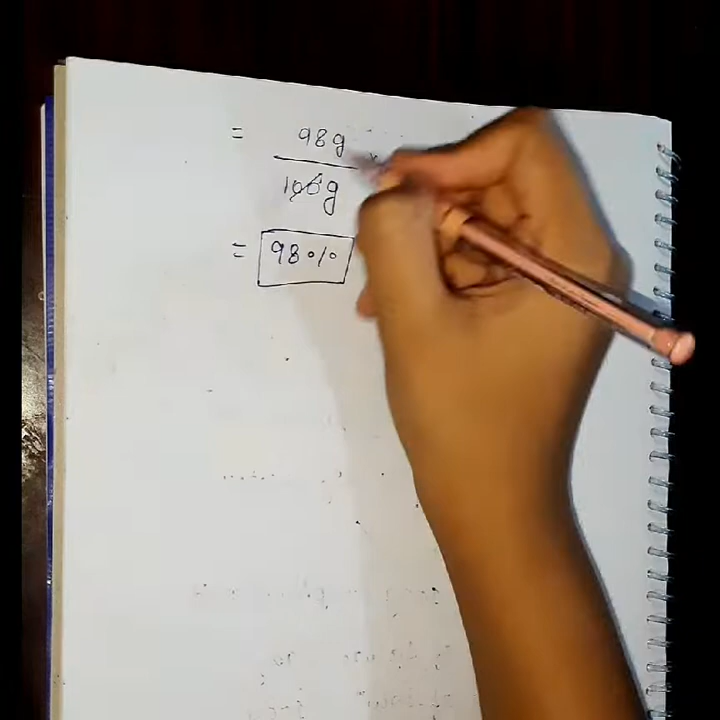 = 98g ×
100g
= 98%